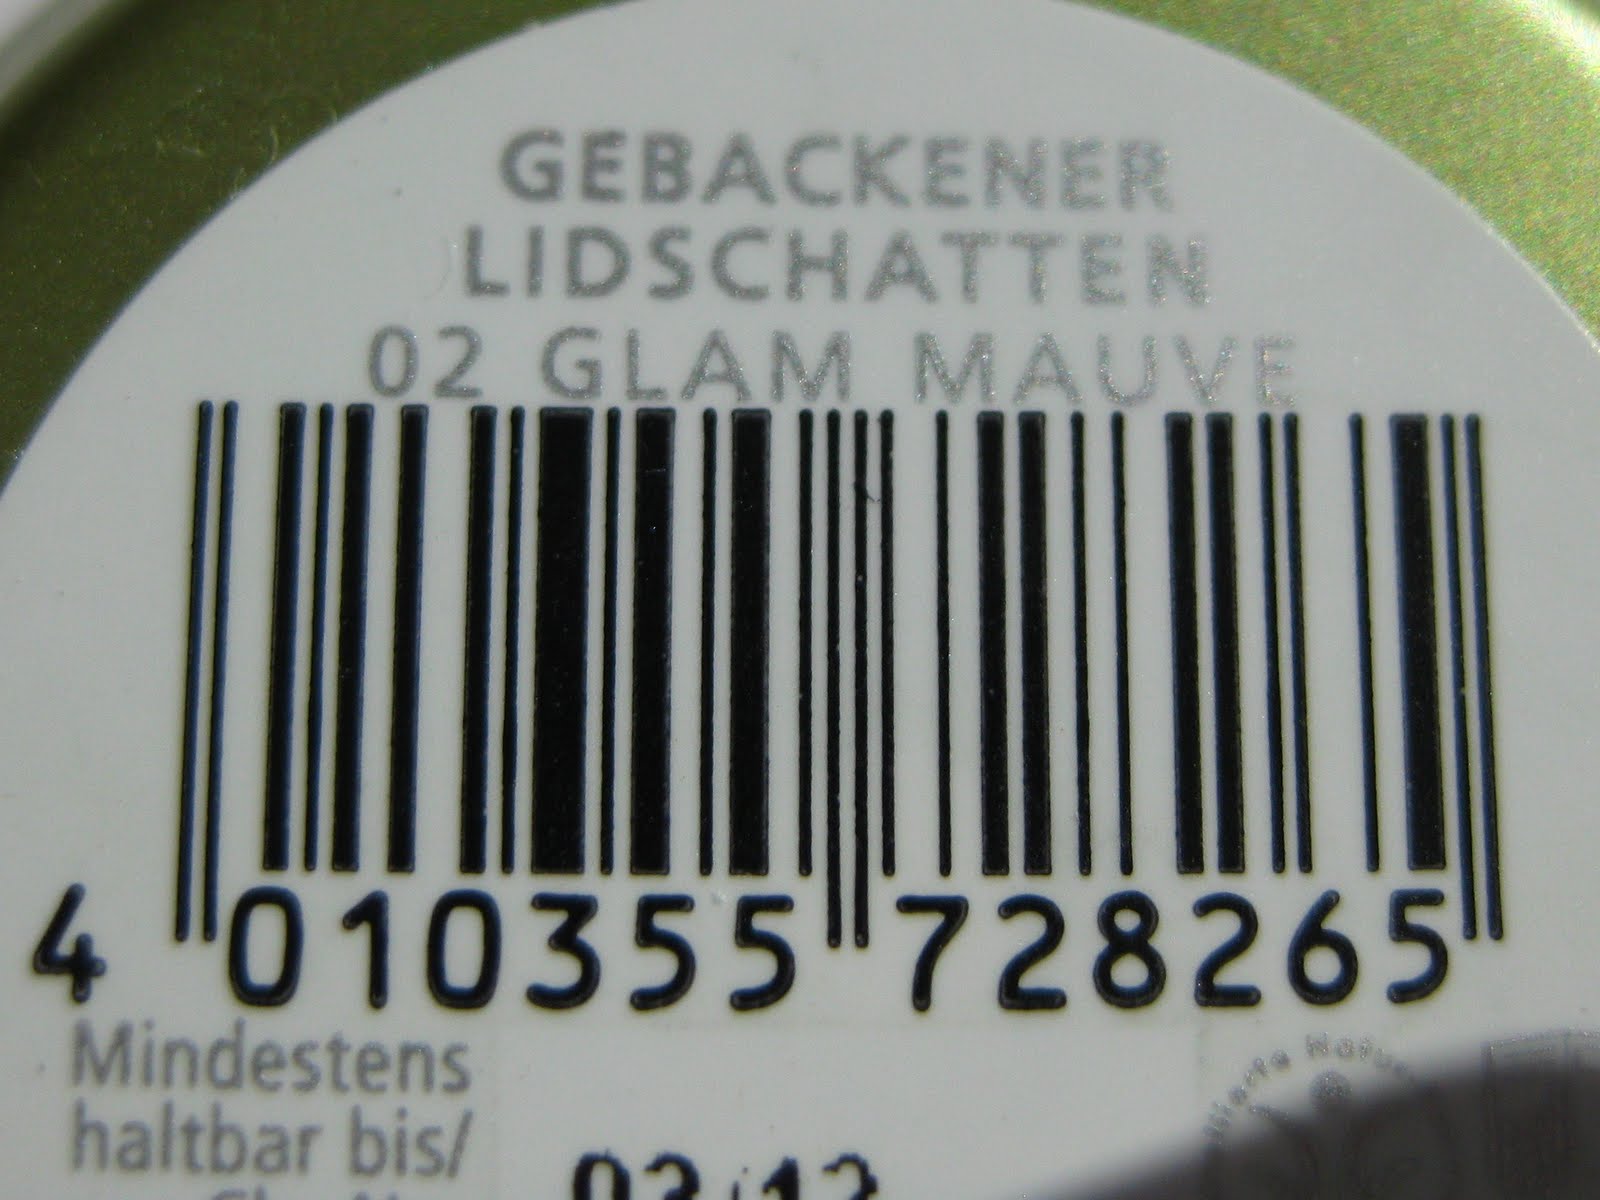 GEBACKENER
LIDSCHATTEN
02 GLAM MAUVE
4 010355 728265
Mindestens
haltbar bis/